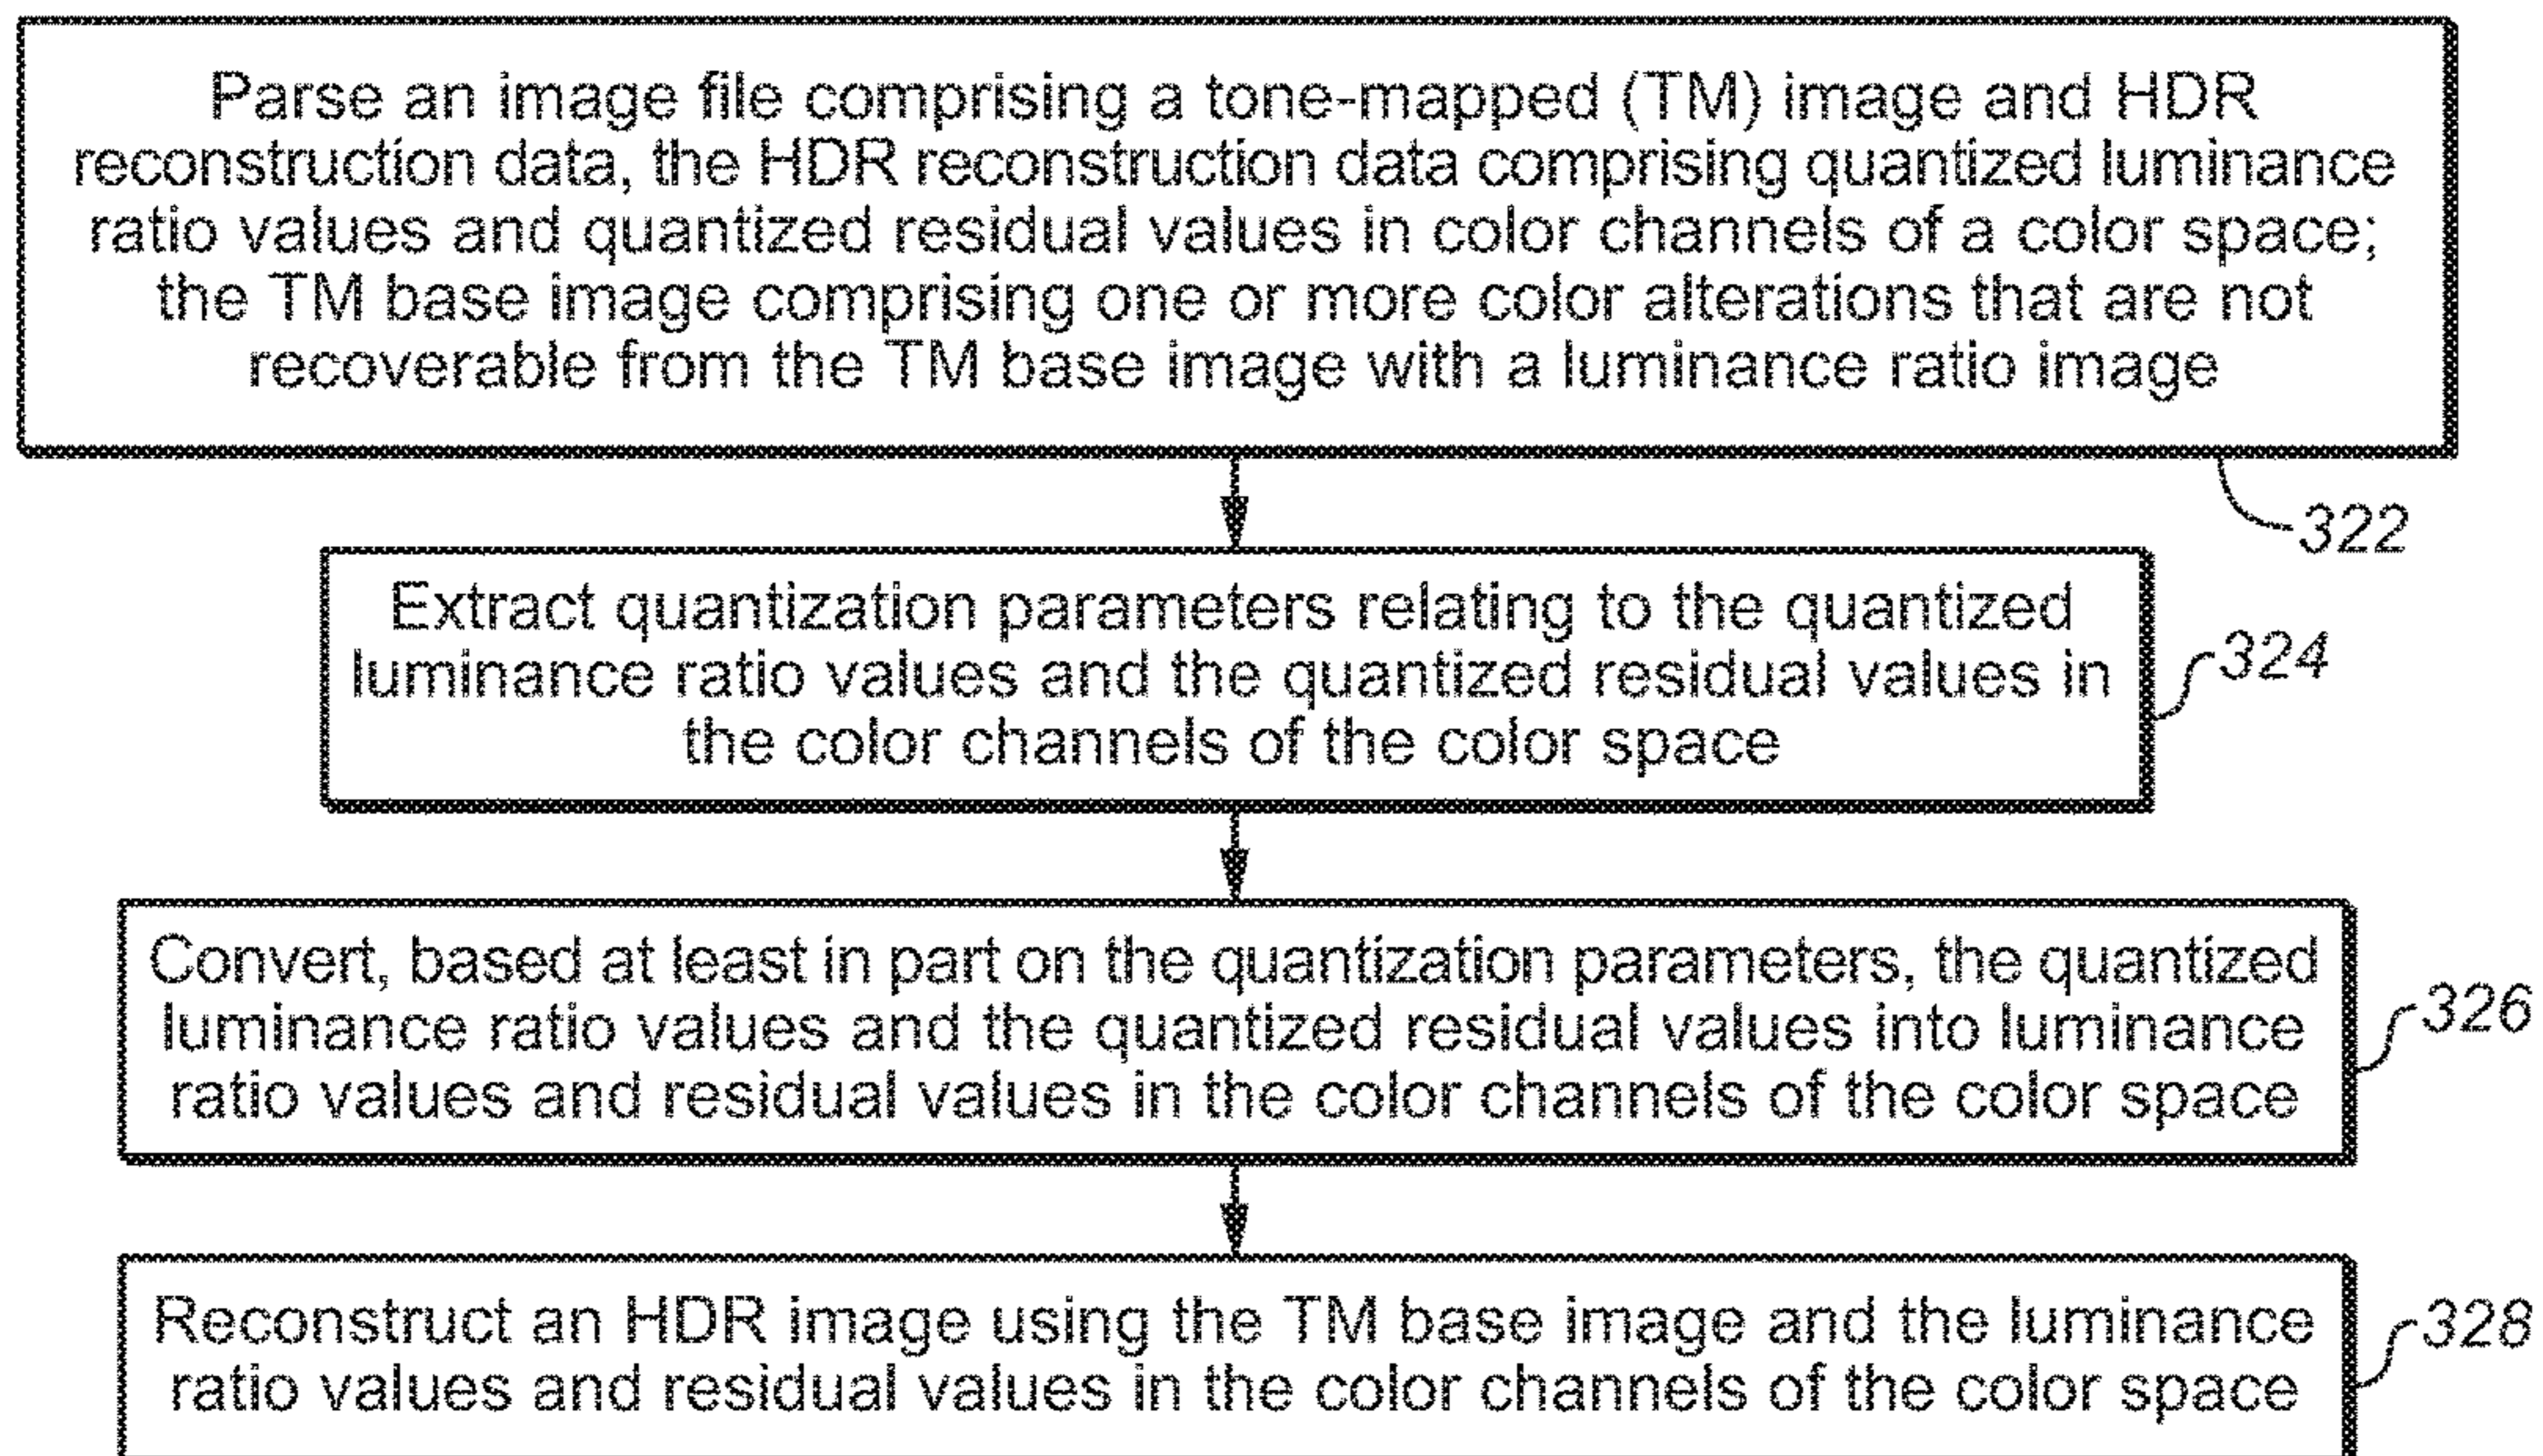 Parse an image file comprising a tone-mapped (TM) image and HDR
reconstruction data, the HDR reconstruction data comprising quantized luminance
ratio values and quantized residual values in color channels of a color space;
the TM base image comprising one or more color alterations that are not
recoverable from the TM base image with a luminance ratio image
322
Extract quantization parameters relating to the quantized
luminance ratio values and the quantized residual values in
the color channels of the color space
324
Convert, based at least in part on the quantization parameters, the quantized
luminance ratio values and the quantized residual values into luminance
ratio values and residual values in the color channels of the color space
326
Reconstruct an HDR image using the TM base image and the luminance
ratio values and residual values in the color channels of the color space
328